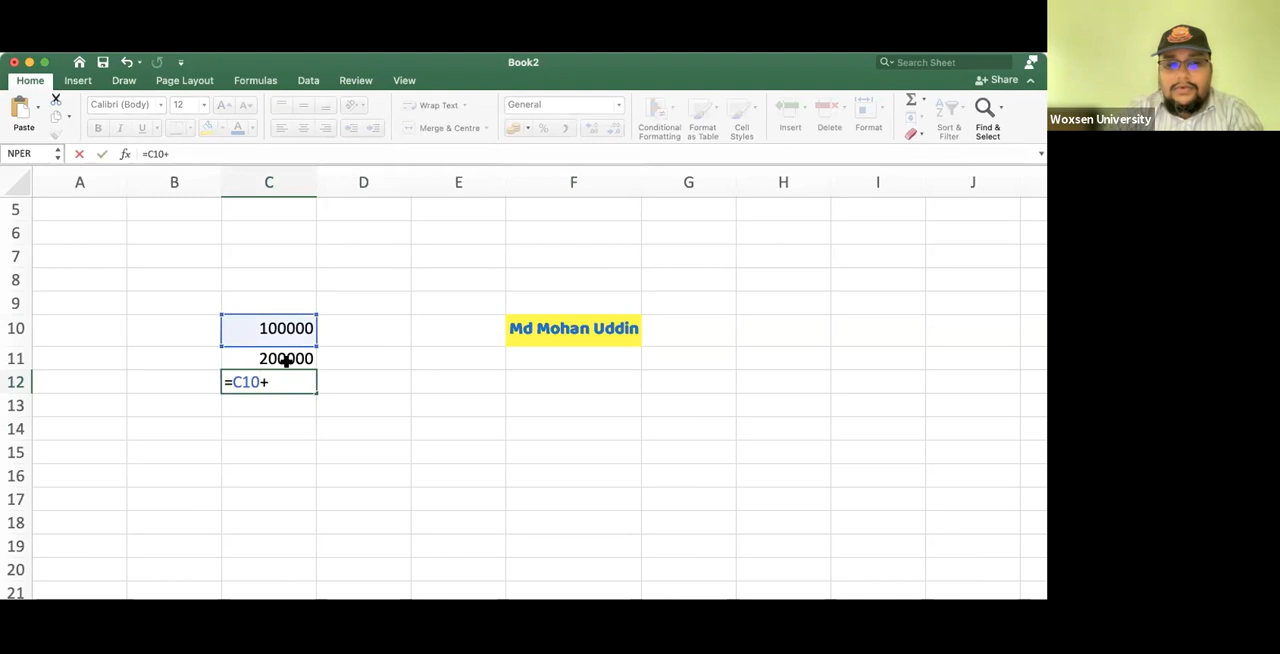 Book2
Search Sheet
Home Insert Draw Page Layout Formulas Data Review View
Share
Paste
Calibri (Body) 12 A A
B I U A
Wrap Text
Merge & Centre
General
%
Conditional Formatting
Format as Table
Cell Styles
Insert
Delete
Format
Σ
Sort & Filter
Find & Select
NPER fx =C10+
A B C D E F G H I J
5
6
7
8
9
10 100000 Md Mohan Uddin
11 200000
12 =C10+
13
14
15
16
17
18
19
20
21
Woxsen University